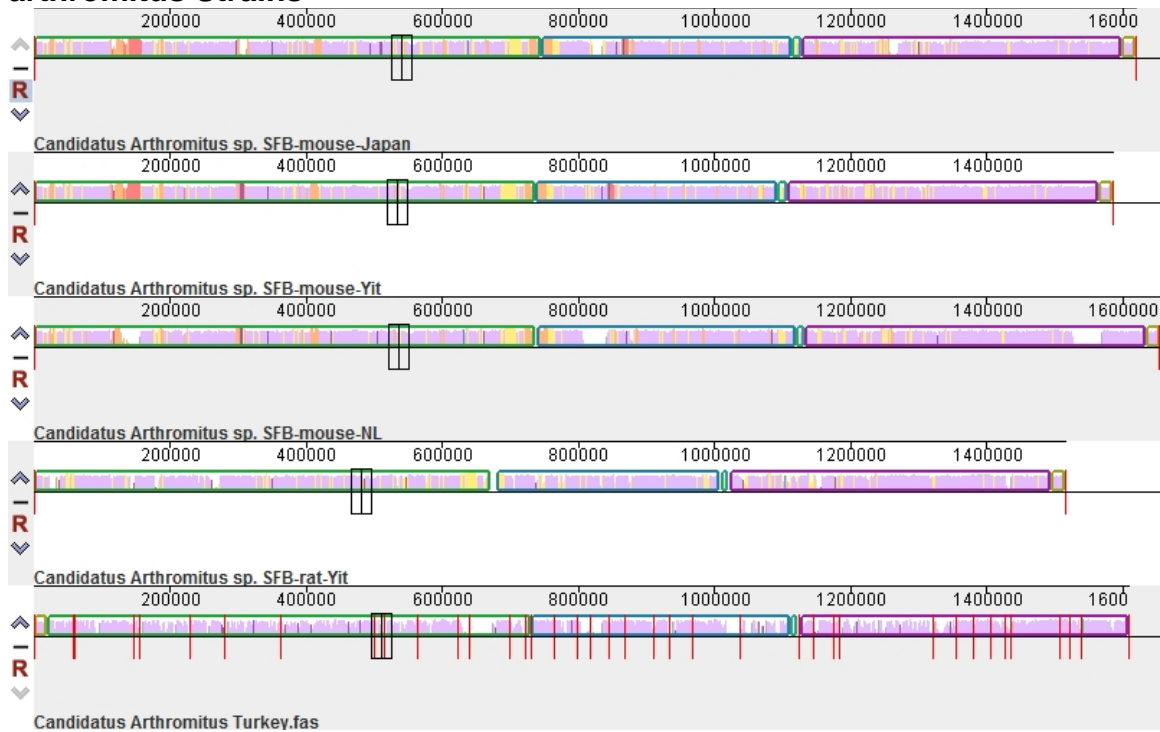 arthromitus strains
200000 400000 600000 800000 1000000 1200000 1400000 16000
R
Candidatus Arthromitus sp. SFB-mouse-Japan
200000 400000 600000 800000 1000000 1200000 1400000
R
Candidatus Arthromitus sp. SFB-mouse-Yit
200000 400000 600000 800000 1000000 1200000 1400000 1600000
R
Candidatus Arthromitus sp. SFB-mouse-NL
200000 400000 600000 800000 1000000 1200000 1400000
R
Candidatus Arthromitus sp. SFB-rat-Yit
200000 400000 600000 800000 1000000 1200000 1400000 1600
R
Candidatus Arthromitus Turkey.fas